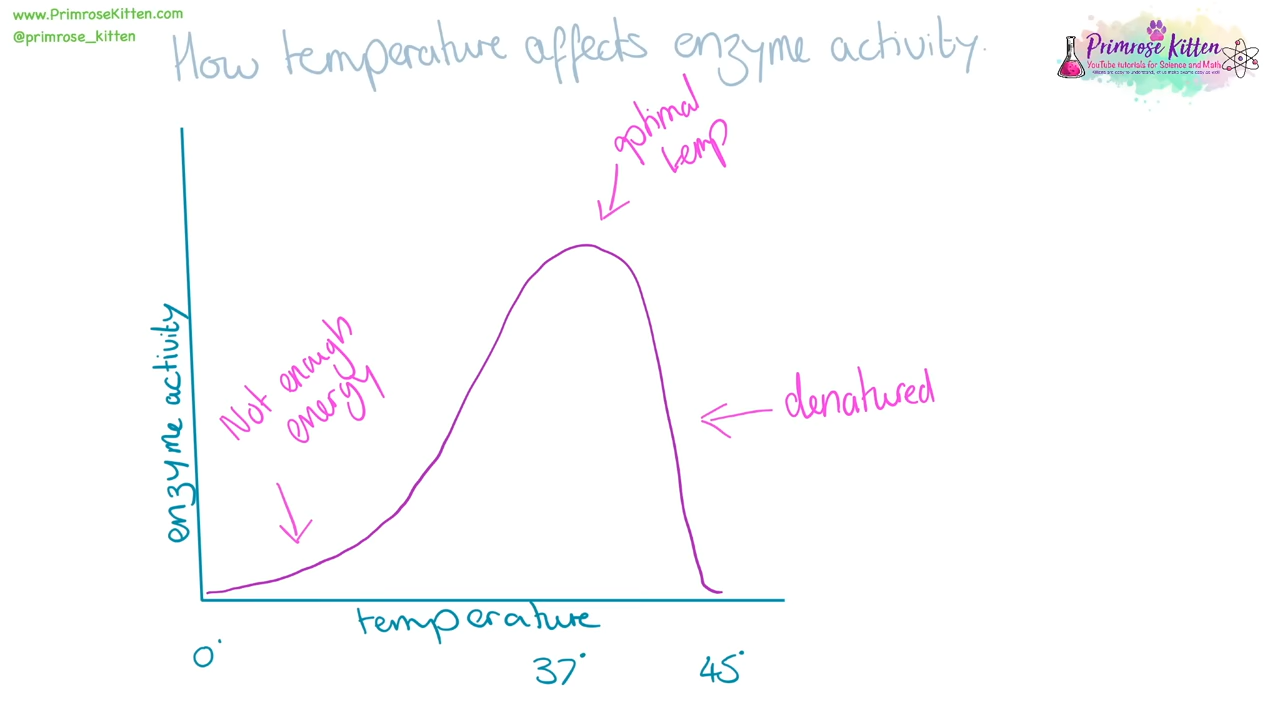 www.PrimroseKitten.com
@primrose_kitten
How temperature affects enzyme activity.
Primrose Kitten
YouTube tutorials for Science and Math
optimal
temp
Not enough
energy
denatured
enzyme activity
temperature
0°
37°
45°